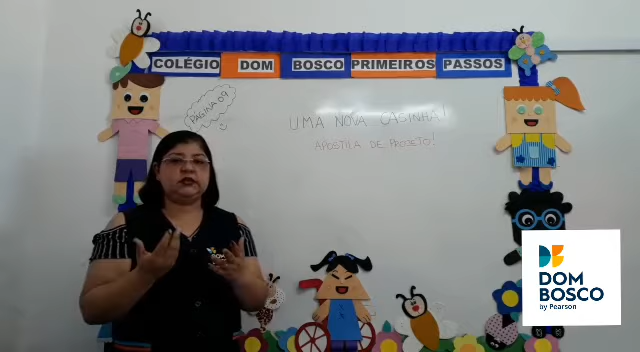 COLÉGIO DOM BOSCO PRIMEIROS PASSOS
PÁGINA 09
UMA NOVA CASINHA!
APOSTILA DE PROJETO!
DOM
BOSCO
by Pearson